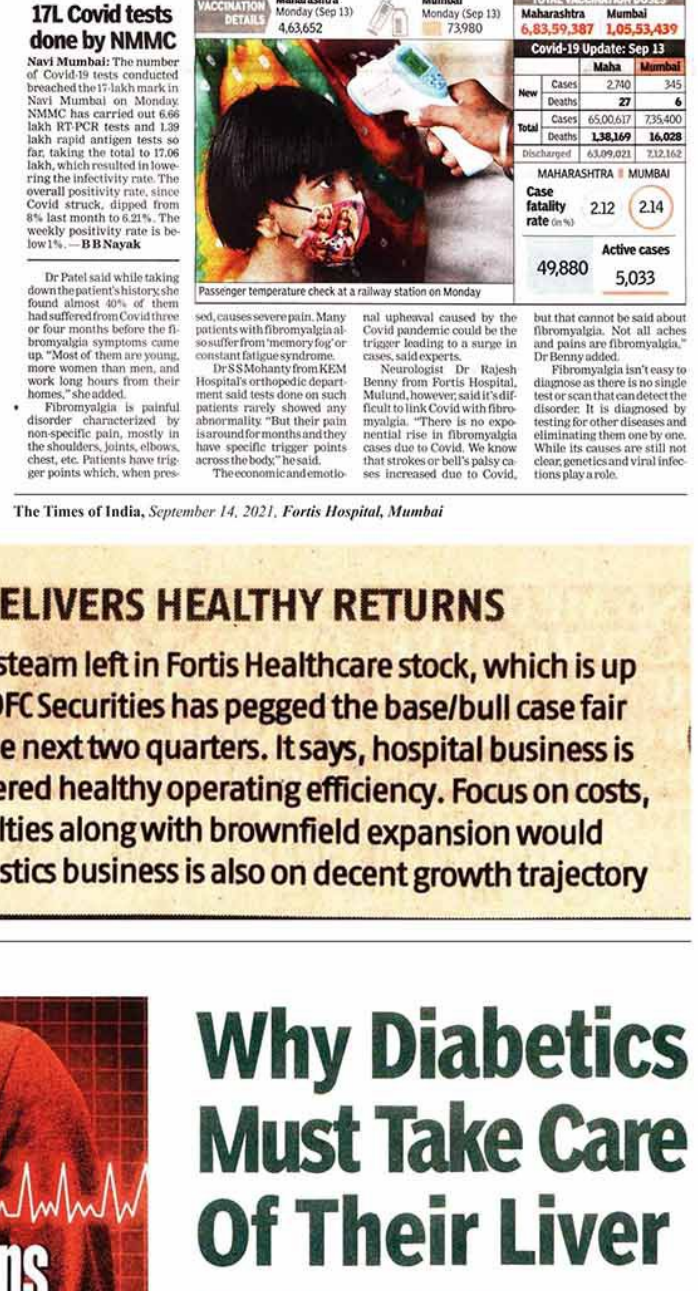 17L Covid tests
done by NMMC
Navi Mumbai: The number
of Covid-19 tests conducted
breached the 17-lakh mark in
Navi Mumbai on Monday.
NMMC has carried out 6.66
lakh RT-PCR tests and 1.39
lakh rapid antigen tests so
far, taking the total to 17.06
lakh, which resulted in lowe-
ring the infectivity rate. The
overall positivity rate, since
Covid struck, dipped from
8% last month to 6.21%. The
weekly positivity rate is be-
low 1%. — B B Nayak
VACCINATION
DETAILS
Monday (Sep 13)
4,63,652
Monday (Sep 13)
73,980
Maharashtra Mumbai
6,83,59,387 1,05,53,439
Covid-19 Update: Sep 13
Maha Mumbai
New Cases 2,740 345
Deaths 27 6
Total Cases 65,00,617 7,35,400
Deaths 1,38,169 16,028
Discharged 63,09,021 7,12,162
MAHARASHTRA MUMBAI
Case
fatality
rate (in %)
2.12 2.14
Active cases
49,880
5,033
Passenger temperature check at a railway station on Monday
Dr Patel said while taking
down the patient's history, she
found almost 40% of them
had suffered from Covid three
or four months before the fi-
bromyalgia symptoms came
up. "Most of them are young,
more women than men, and
work long hours from their
homes," she added.
Fibromyalgia is painful
disorder characterized by
non-specific pain, mostly in
the shoulders, joints, elbows,
chest, etc. Patients have trig-
ger points which, when pres-
sed, causes severe pain. Many
patients with fibromyalgia al-
so suffer from 'memory fog' or
constant fatigue syndrome.
Dr S S Mohanty from KEM
Hospital's orthopedic depart-
ment said tests done on such
patients rarely showed any
abnormality. "But their pain
is around for months and they
have specific trigger points
across the body," he said.
The economic and emotio-
nal upheaval caused by the
Covid pandemic could be the
trigger leading to a surge in
cases, said experts.
Neurologist Dr Rajesh
Benny from Fortis Hospital,
Mulund, however, said it's dif-
ficult to link Covid with fibro-
myalgia. "There is no expo-
nential rise in fibromyalgia
cases due to Covid. We know
that strokes or bell's palsy ca-
ses increased due to Covid,
but that cannot be said about
fibromyalgia. Not all aches
and pains are fibromyalgia,"
Dr Benny added.
Fibromyalgia isn't easy to
diagnose as there is no single
test or scan that can detect the
disorder. It is diagnosed by
testing for other diseases and
eliminating them one by one.
While its causes are still not
clear, genetics and viral infec-
tions play a role.
The Times of India, September 14, 2021, Fortis Hospital, Mumbai
ELIVERS HEALTHY RETURNS
steam left in Fortis Healthcare stock, which is up
DFC Securities has pegged the base/bull case fair
e next two quarters. It says, hospital business is
ered healthy operating efficiency. Focus on costs,
lties along with brownfield expansion would
stics business is also on decent growth trajectory
Why Diabetics
Must Take Care
Of Their Liver
ns